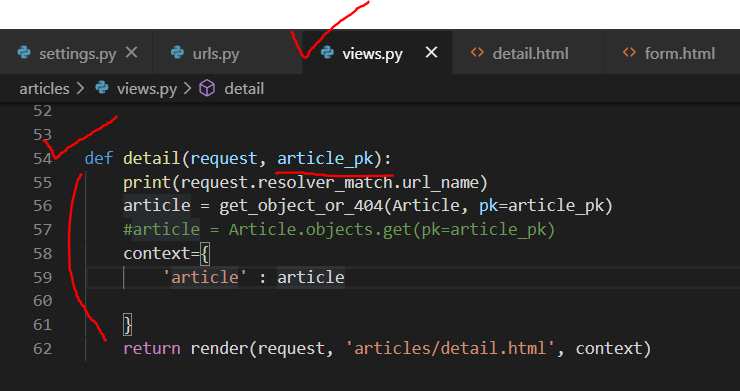 settings.py urls.py views.py detail.html form.html
articles > views.py > detail
52
53
54 def detail(request, article_pk):
55 print(request.resolver_match.url_name)
56 article = get_object_or_404(Article, pk=article_pk)
57 #article = Article.objects.get(pk=article_pk)
58 context={
59 'article' : article
60
61 }
62 return render(request, 'articles/detail.html', context)